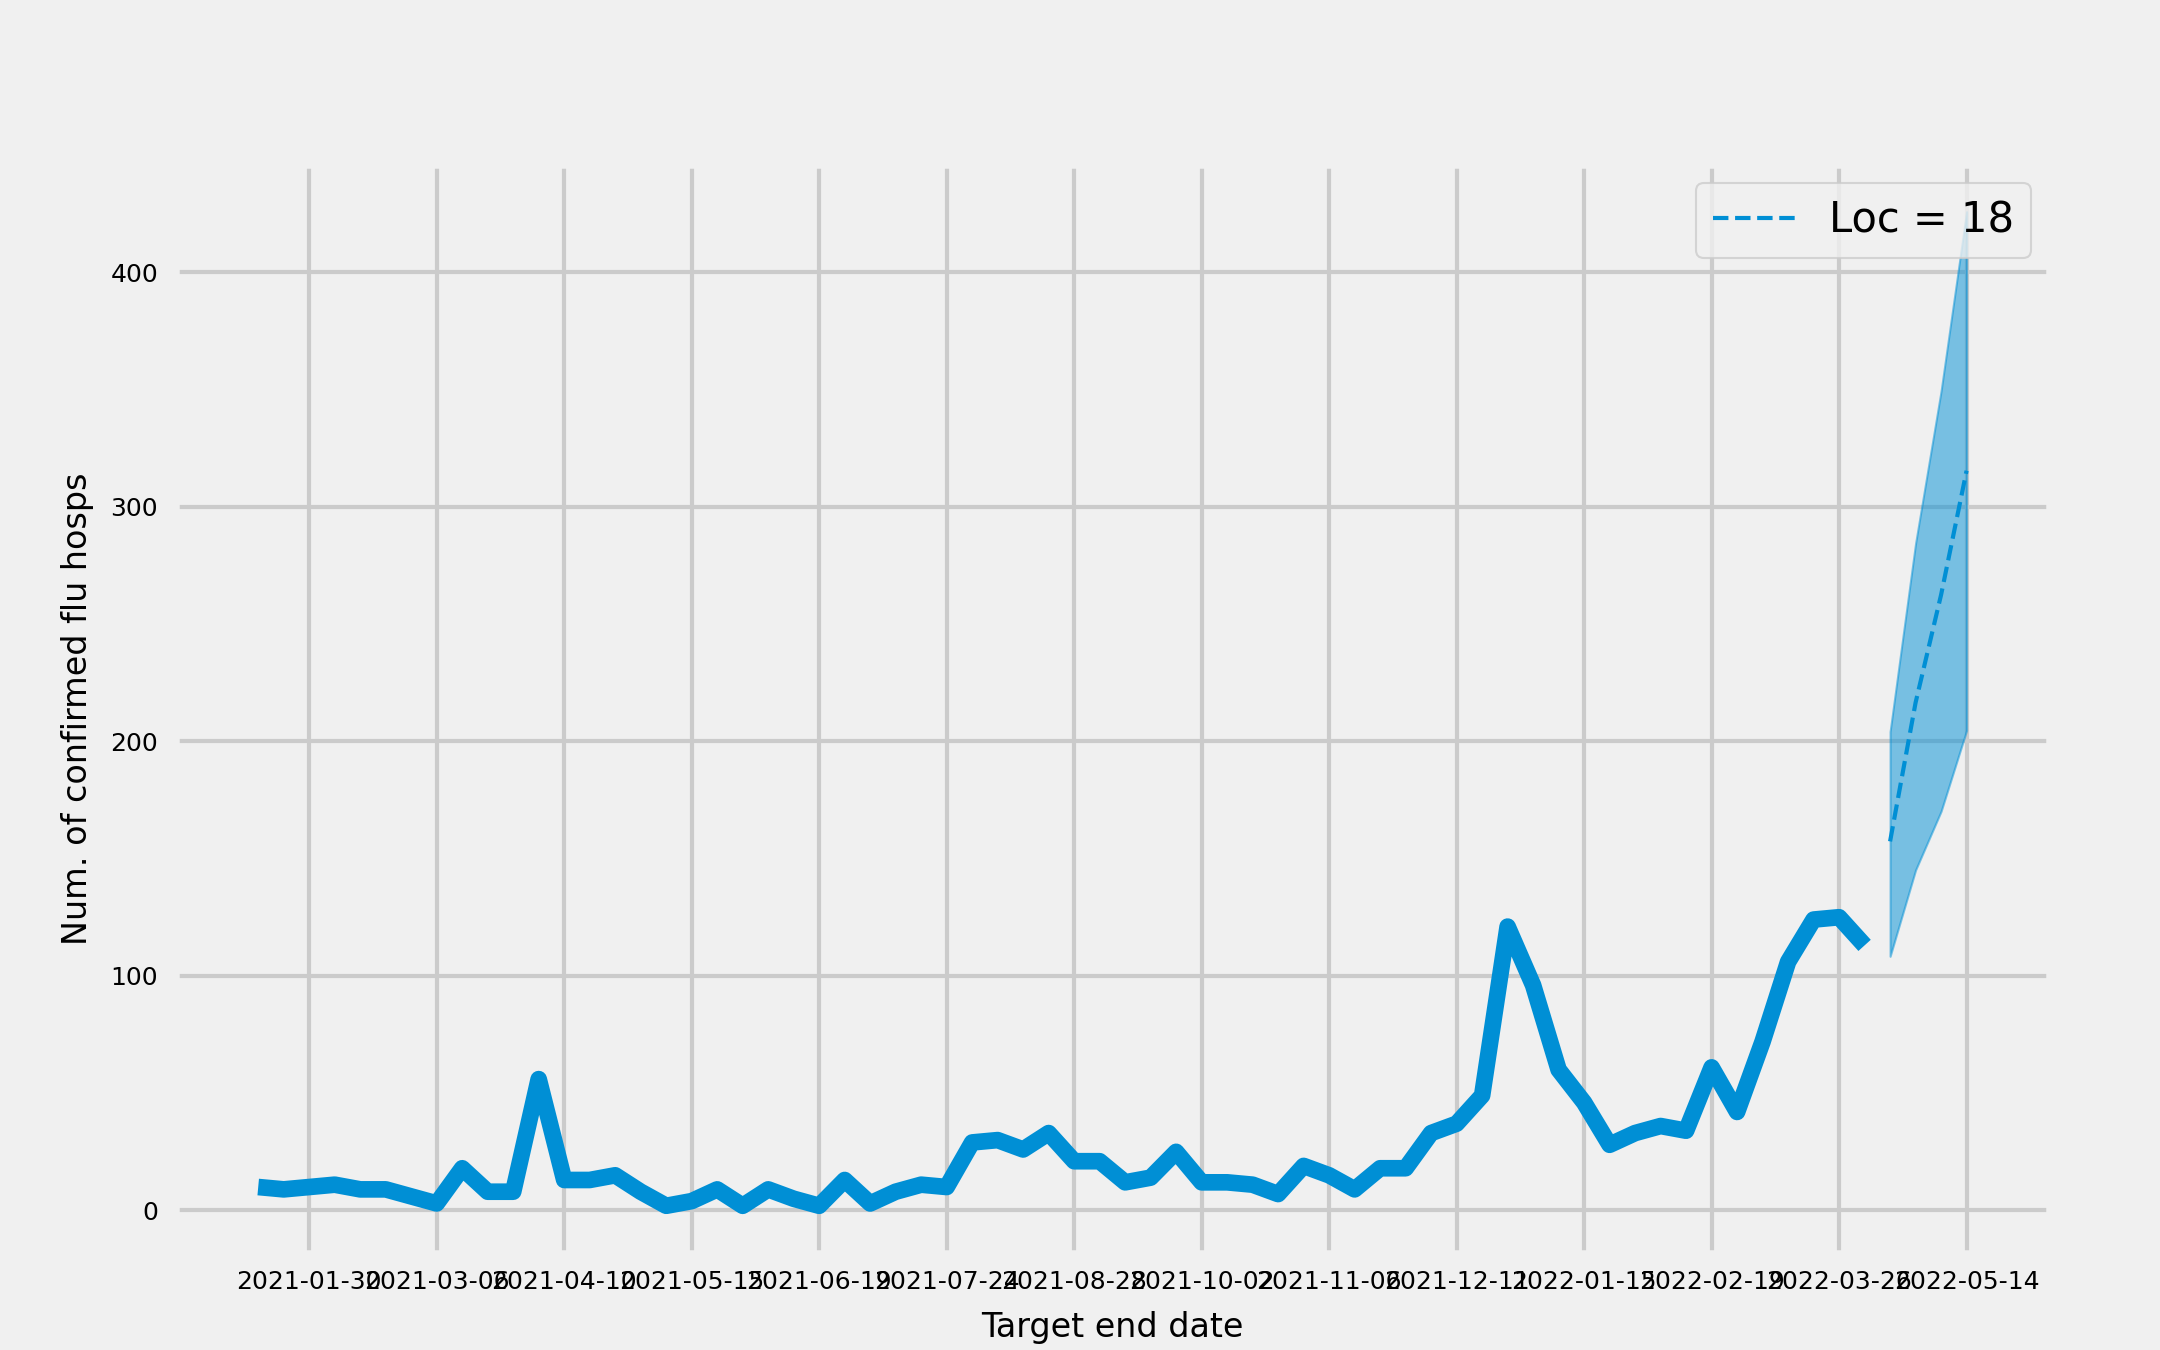 Loc = 18
400
300
200
100
0
Num. of confirmed flu hosps
2021-01-30 2021-03-06 2021-04-10 2021-05-15 2021-06-19 2021-07-24 2021-08-28 2021-10-02 2021-11-06 2021-12-11 2022-01-15 2022-02-19 2022-03-26 2022-05-14
Target end date